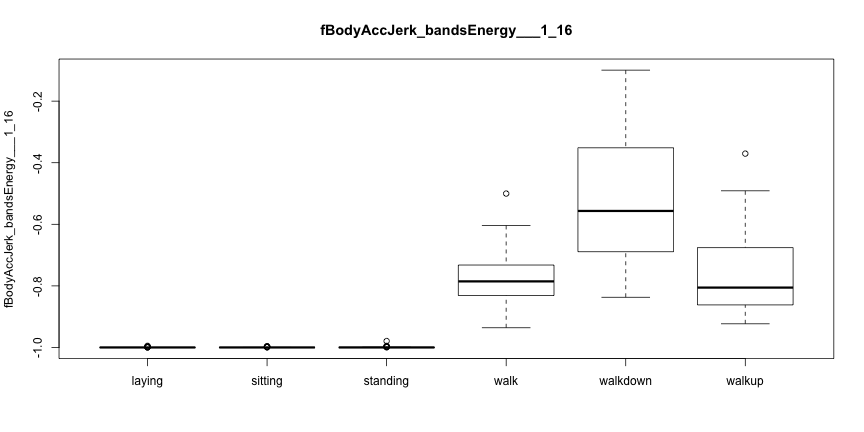 fBodyAccJerk_bandsEnergy___1_16
fBodyAccJerk_bandsEnergy___1_16
-0.2
-0.4
-0.6
-0.8
-1.0
laying sitting standing walk walkdown walkup